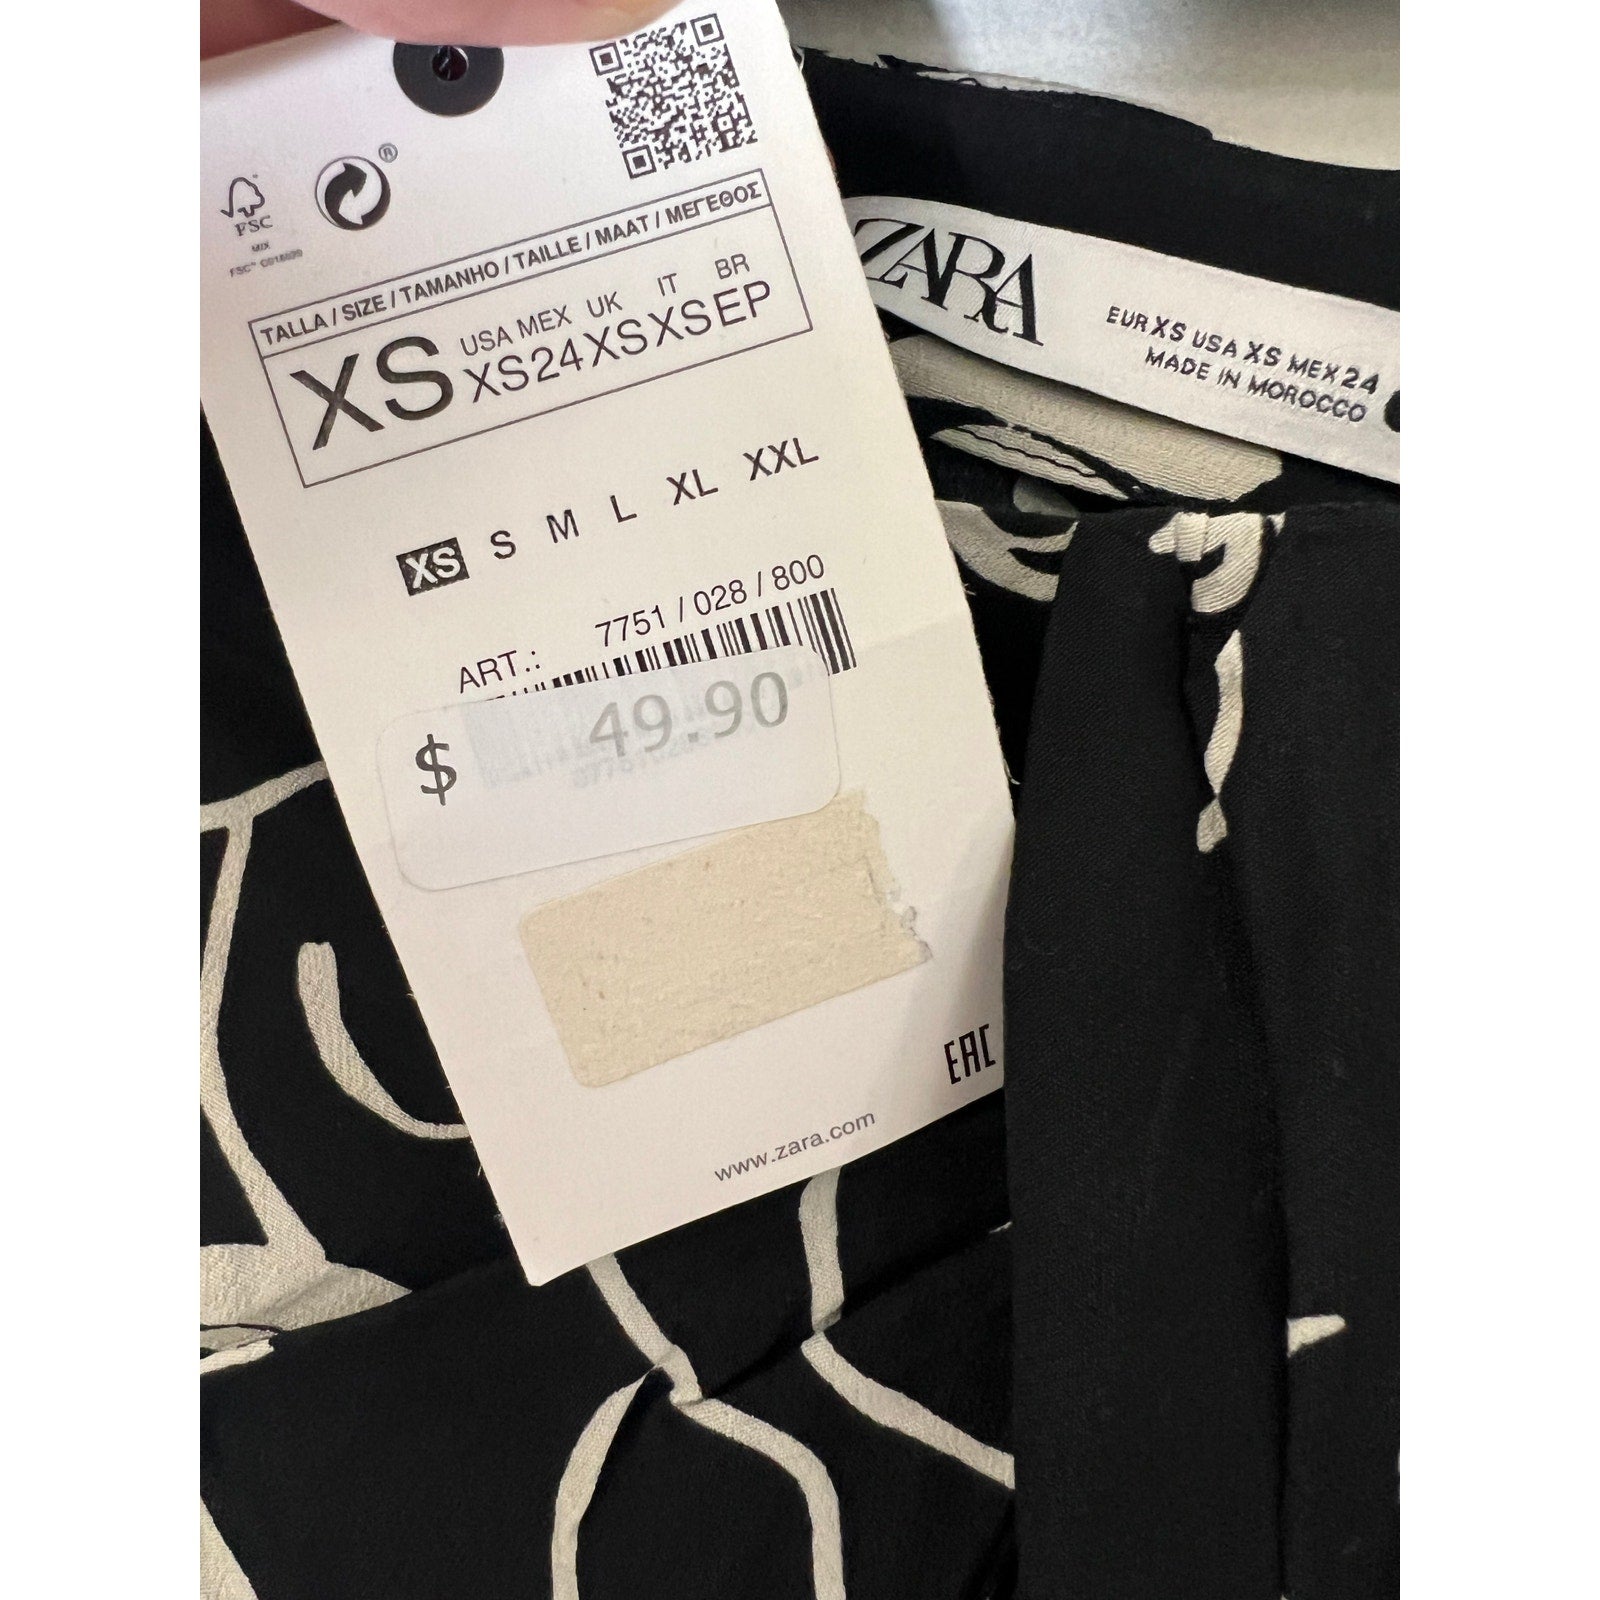 FSC
MIX
®
TALLA / SIZE / TAMANHO / TAILLE / MAAT / ΜΕΓΕΘΟΣ
USA MEX UK IT BR
XS XS 24 XS XS EP
XS S M L XL XXL
ART.: 7751 / 028 / 800
$ 49.90
EAC
www.zara.com
ZARA
EUR XS USA XS MEX 24
MADE IN MOROCCO